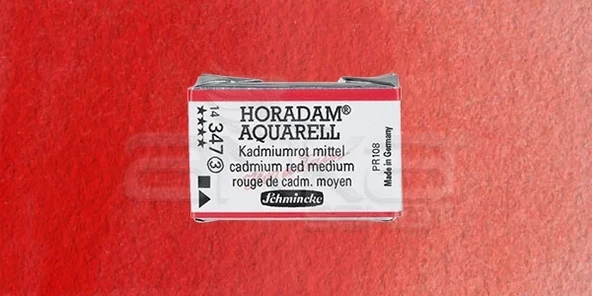 HORADAM®
AQUARELL
Kadmiumrot mittel
cadmium red medium
rouge de cadm. moyen
Schmincke
14 347 3
★★★★
PR108
Made in Germany